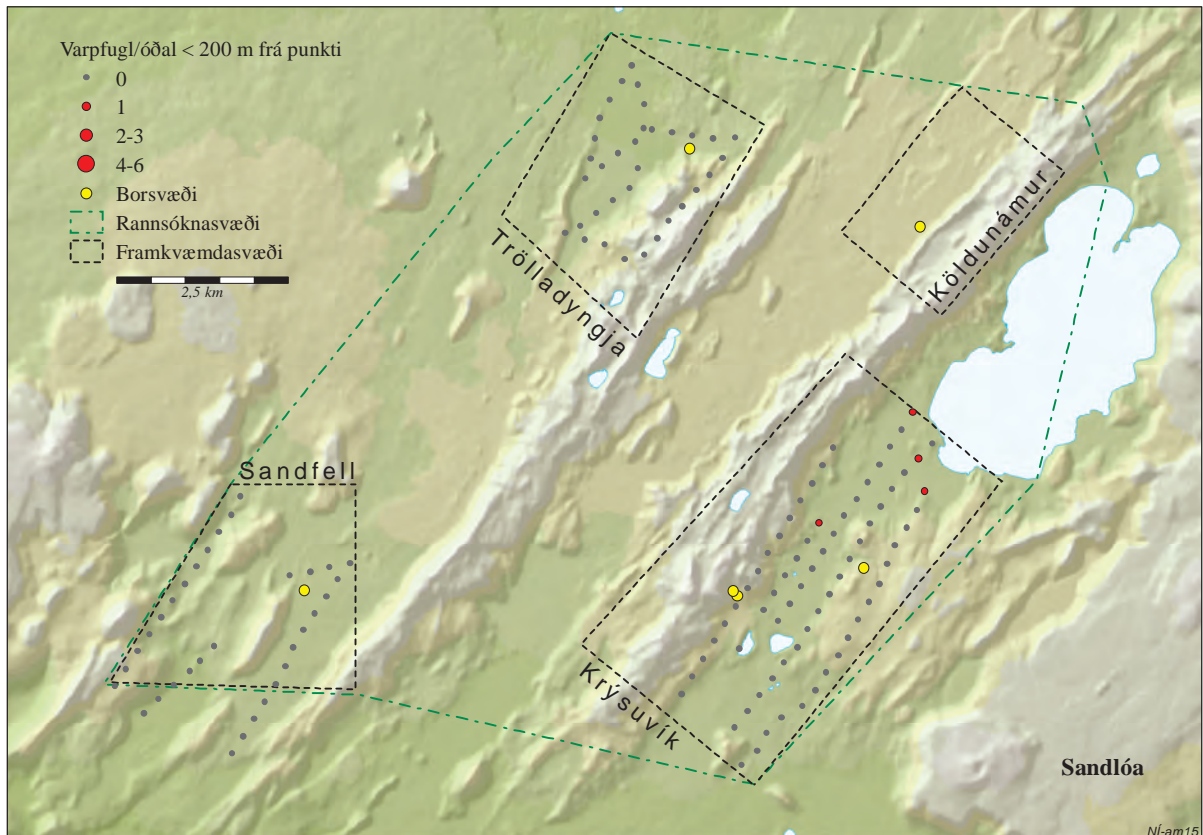 Varpfugl/óðal < 200 m frá punkti
0
1
2-3
4-6
Borsvæði
Rannsóknasvæði
Framkvæmdasvæði
2,5 km
Trölladyngja
Köldunámur
Sandfell
Krýsuvík
Sandlóa
NÍ-am15